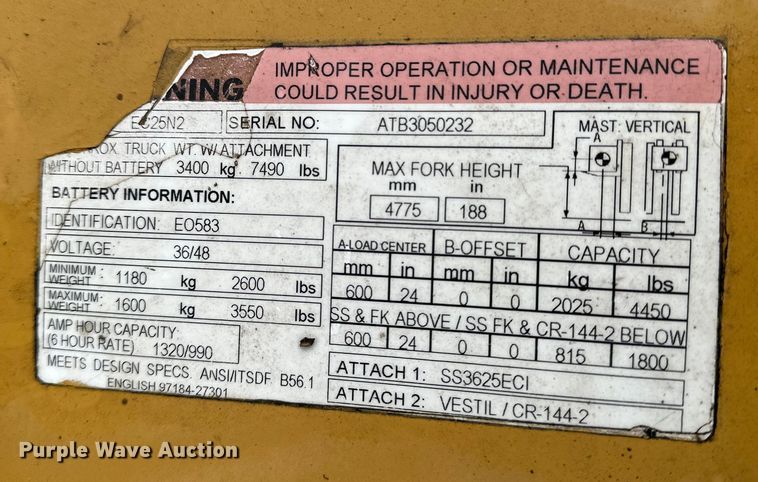 NING
IMPROPER OPERATION OR MAINTENANCE
COULD RESULT IN INJURY OR DEATH.
EC25N2 SERIAL NO: ATB3050232
TRUCK WT W/ ATTACHMENT
WITHOUT BATTERY 3400 kg 7490 lbs
BATTERY INFORMATION:
IDENTIFICATION: EO583
VOLTAGE: 36/48
MINIMUM WEIGHT 1180 kg 2600 lbs
MAXIMUM WEIGHT 1600 kg 3550 lbs
AMP HOUR CAPACITY:
(6 HOUR RATE) 1320/990
MEETS DESIGN SPECS. ANSI/ITSDF B56.1
ENGLISH 97184-27301
MAX FORK HEIGHT
mm in
4775 188
MAST: VERTICAL
A
A B
A-LOAD CENTER B-OFFSET CAPACITY
mm in mm in kg lbs
600 24 0 0 2025 4450
SS & FK ABOVE / SS FK & CR-144-2 BELOW
600 24 0 0 815 1800
ATTACH 1: SS3625ECI
ATTACH 2: VESTIL / CR-144-2
Purple Wave Auction